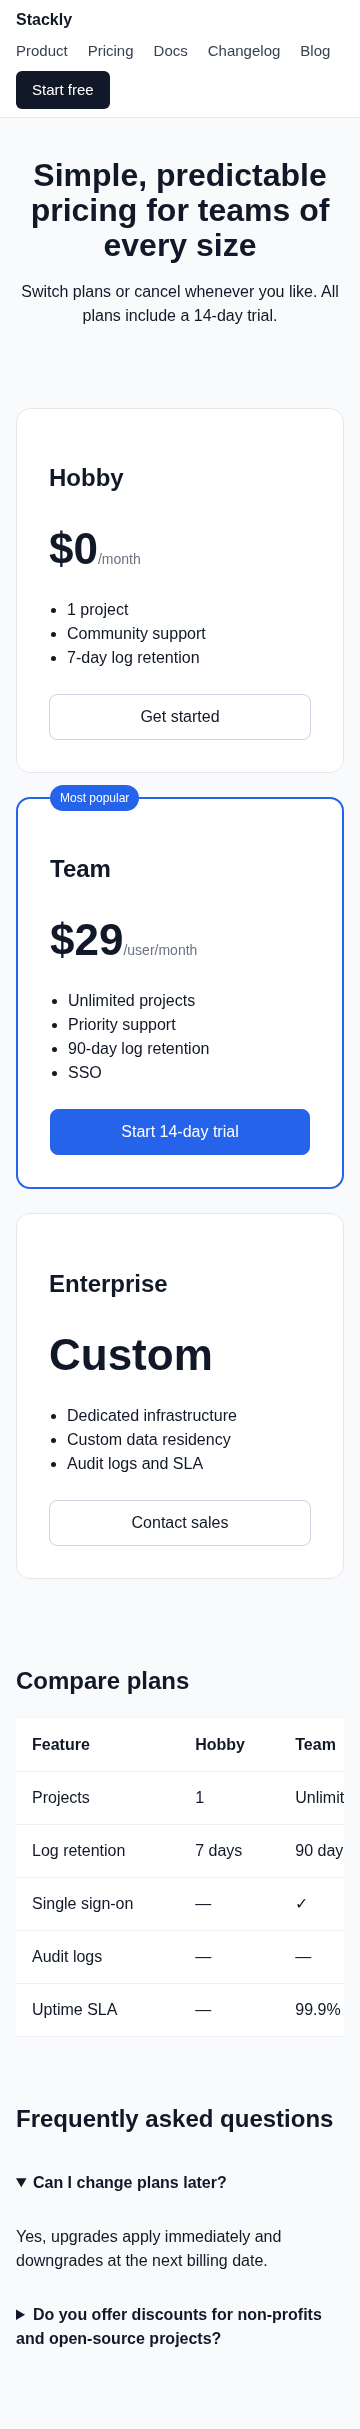 Stackly
Product Pricing Docs Changelog Blog
Start free
Simple, predictable
pricing for teams of
every size
Switch plans or cancel whenever you like. All
plans include a 14-day trial.
Hobby
$0/month
1 project
Community support
7-day log retention
Get started
Most popular
Team
$29/user/month
Unlimited projects
Priority support
90-day log retention
SSO
Start 14-day trial
Enterprise
Custom
Dedicated infrastructure
Custom data residency
Audit logs and SLA
Contact sales
Compare plans
Feature Hobby Team
Projects 1 Unlimit
Log retention 7 days 90 day
Single sign-on — ✓
Audit logs — —
Uptime SLA — 99.9%
Frequently asked questions
Can I change plans later?
Yes, upgrades apply immediately and
downgrades at the next billing date.
Do you offer discounts for non-profits
and open-source projects?